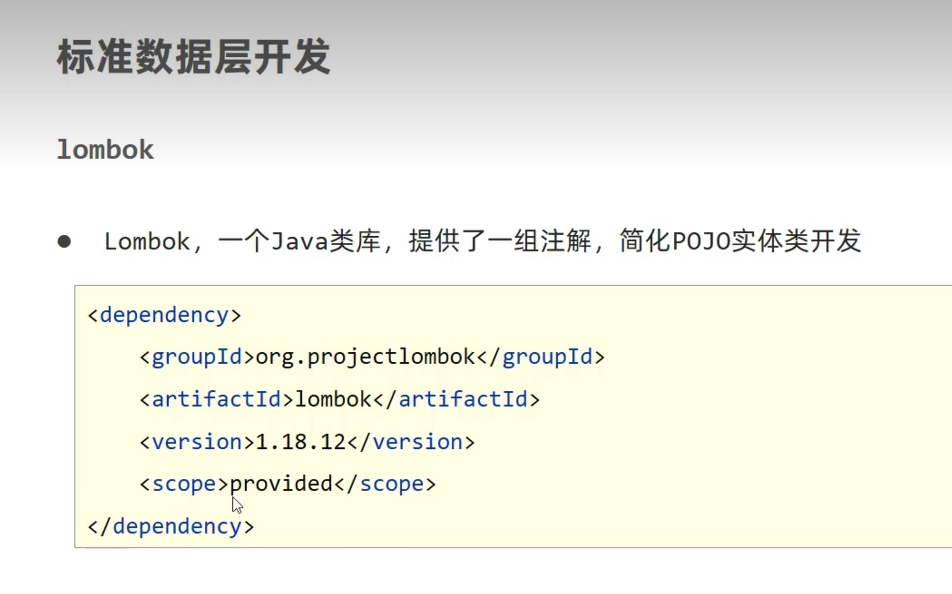 标准数据层开发
lombok
● Lombok，一个Java类库，提供了一组注解，简化POJO实体类开发
<dependency>
    <groupId>org.projectlombok</groupId>
    <artifactId>lombok</artifactId>
    <version>1.18.12</version>
    <scope>provided</scope>
</dependency>